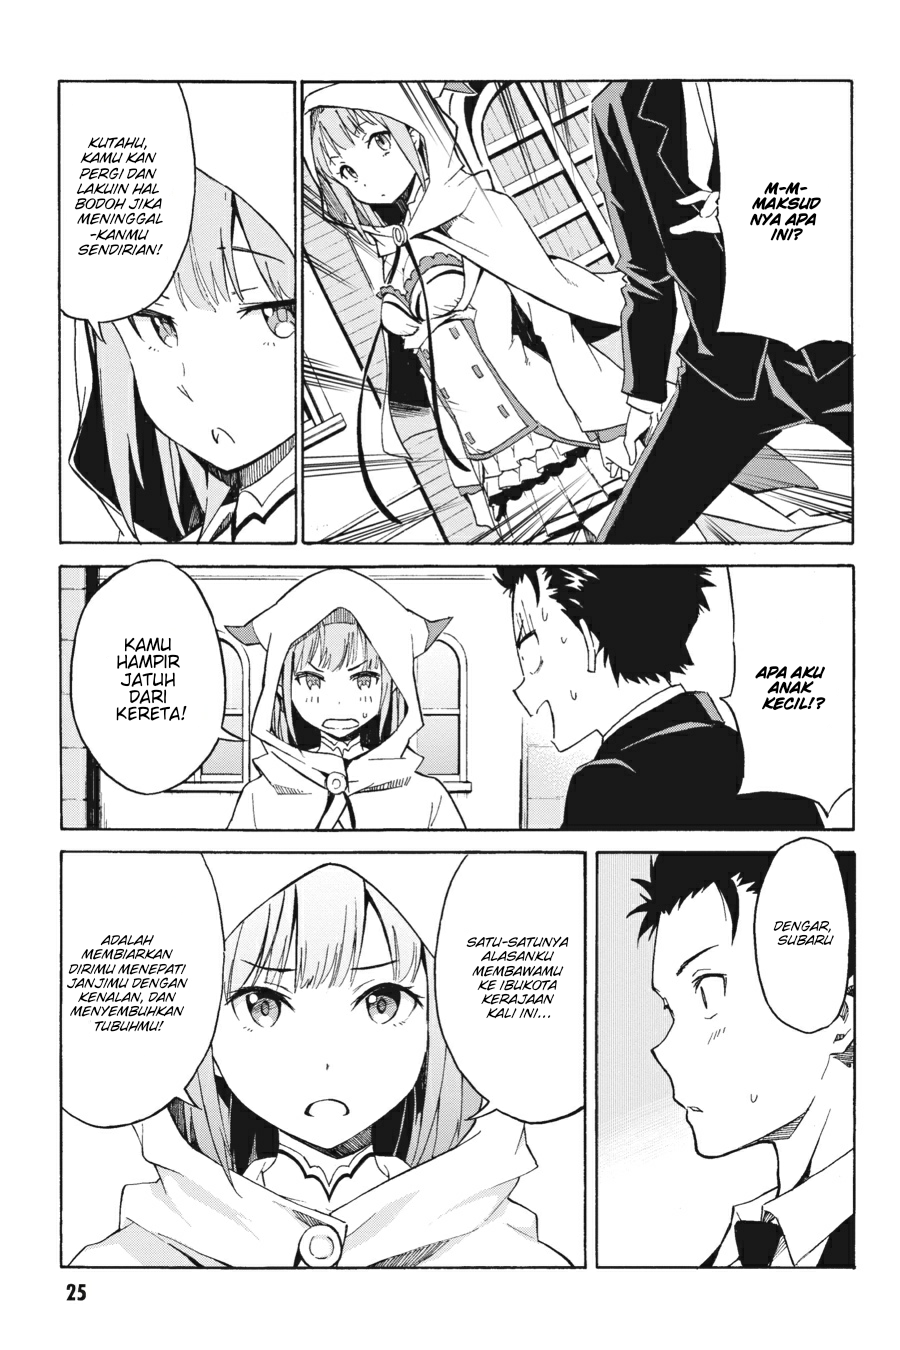 M-M-
MAKSUD
NYA APA
INI?
KUTAHU,
KAMU KAN
PERGI DAN
LAKUIN HAL
BODOH JIKA
MENINGGAL
-KANMU
SENDIRIAN!
APA AKU
ANAK
KECIL!?
KAMU
HAMPIR
JATUH
DARI
KERETA!
DENGAR,
SUBARU
SATU-SATUNYA
ALASANKU
MEMBAWAMU
KE IBUKOTA
KERAJAAN
KALI INI...
ADALAH
MEMBIARKAN
DIRIMU MENEPATI
JANJIMU DENGAN
KENALAN, DAN
MENYEMBUHKAN
TUBUHMU!
25